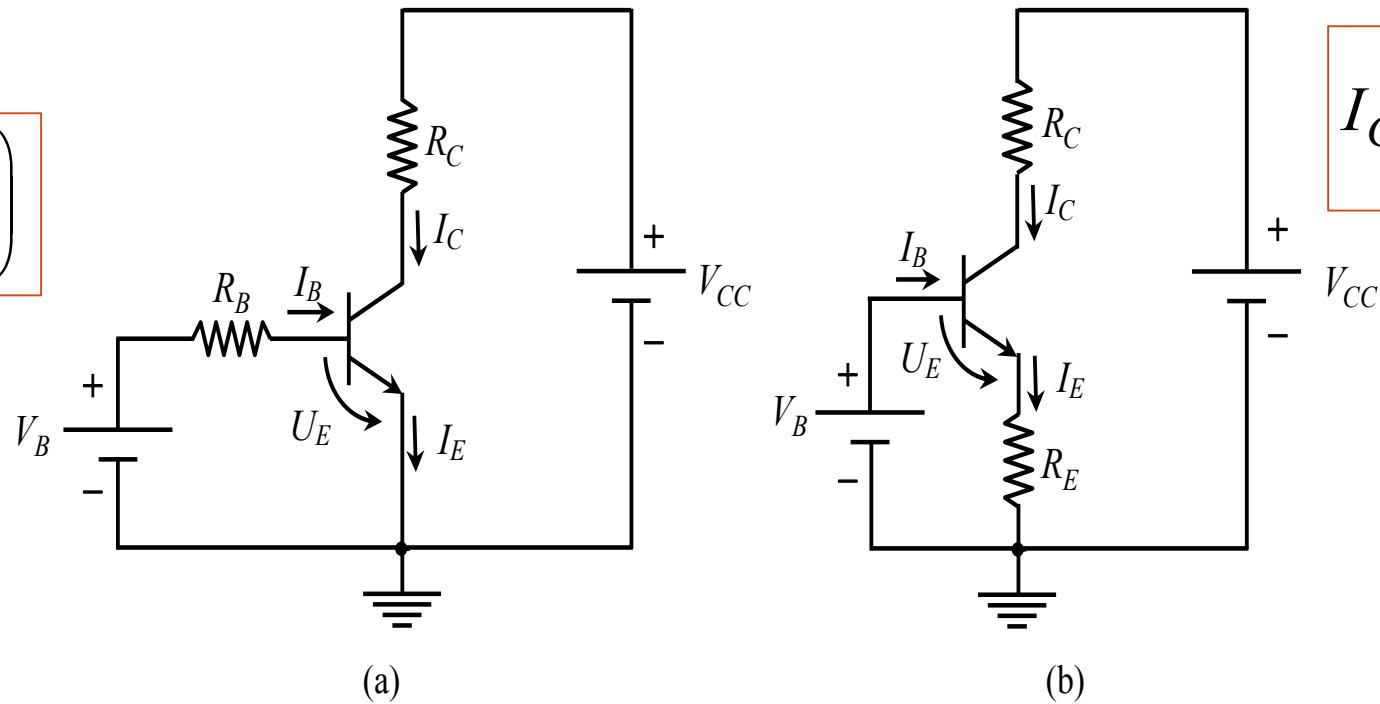 R_C
I_C
+
V_CC
−
R_B
I_B
+
V_B
−
U_E
I_E
(a)
R_C
I_C
+
V_CC
−
I_B
+
V_B
−
U_E
I_E
R_E
(b)
I